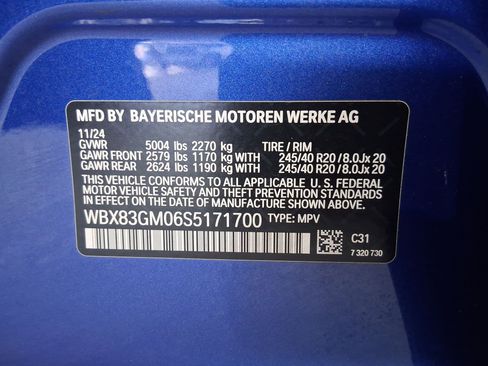 MFD BY BAYERISCHE MOTOREN WERKE AG
11/24
GVWR 5004 lbs 2270 kg TIRE / RIM
GAWR FRONT 2579 lbs 1170 kg WITH 245/40 R20 / 8.0Jx 20
GAWR REAR 2624 lbs 1190 kg WITH 245/40 R20 / 8.0Jx 20
THIS VEHICLE CONFORMS TO ALL APPLICABLE U. S. FEDERAL
MOTOR VEHICLE SAFETY AND THEFT PREVENTION STANDARDS IN
EFFECT ON THE DATE OF MANUFACTURE SHOWN ABOVE.
WBX83GM06S5171700 TYPE: MPV
C31
7 320 730